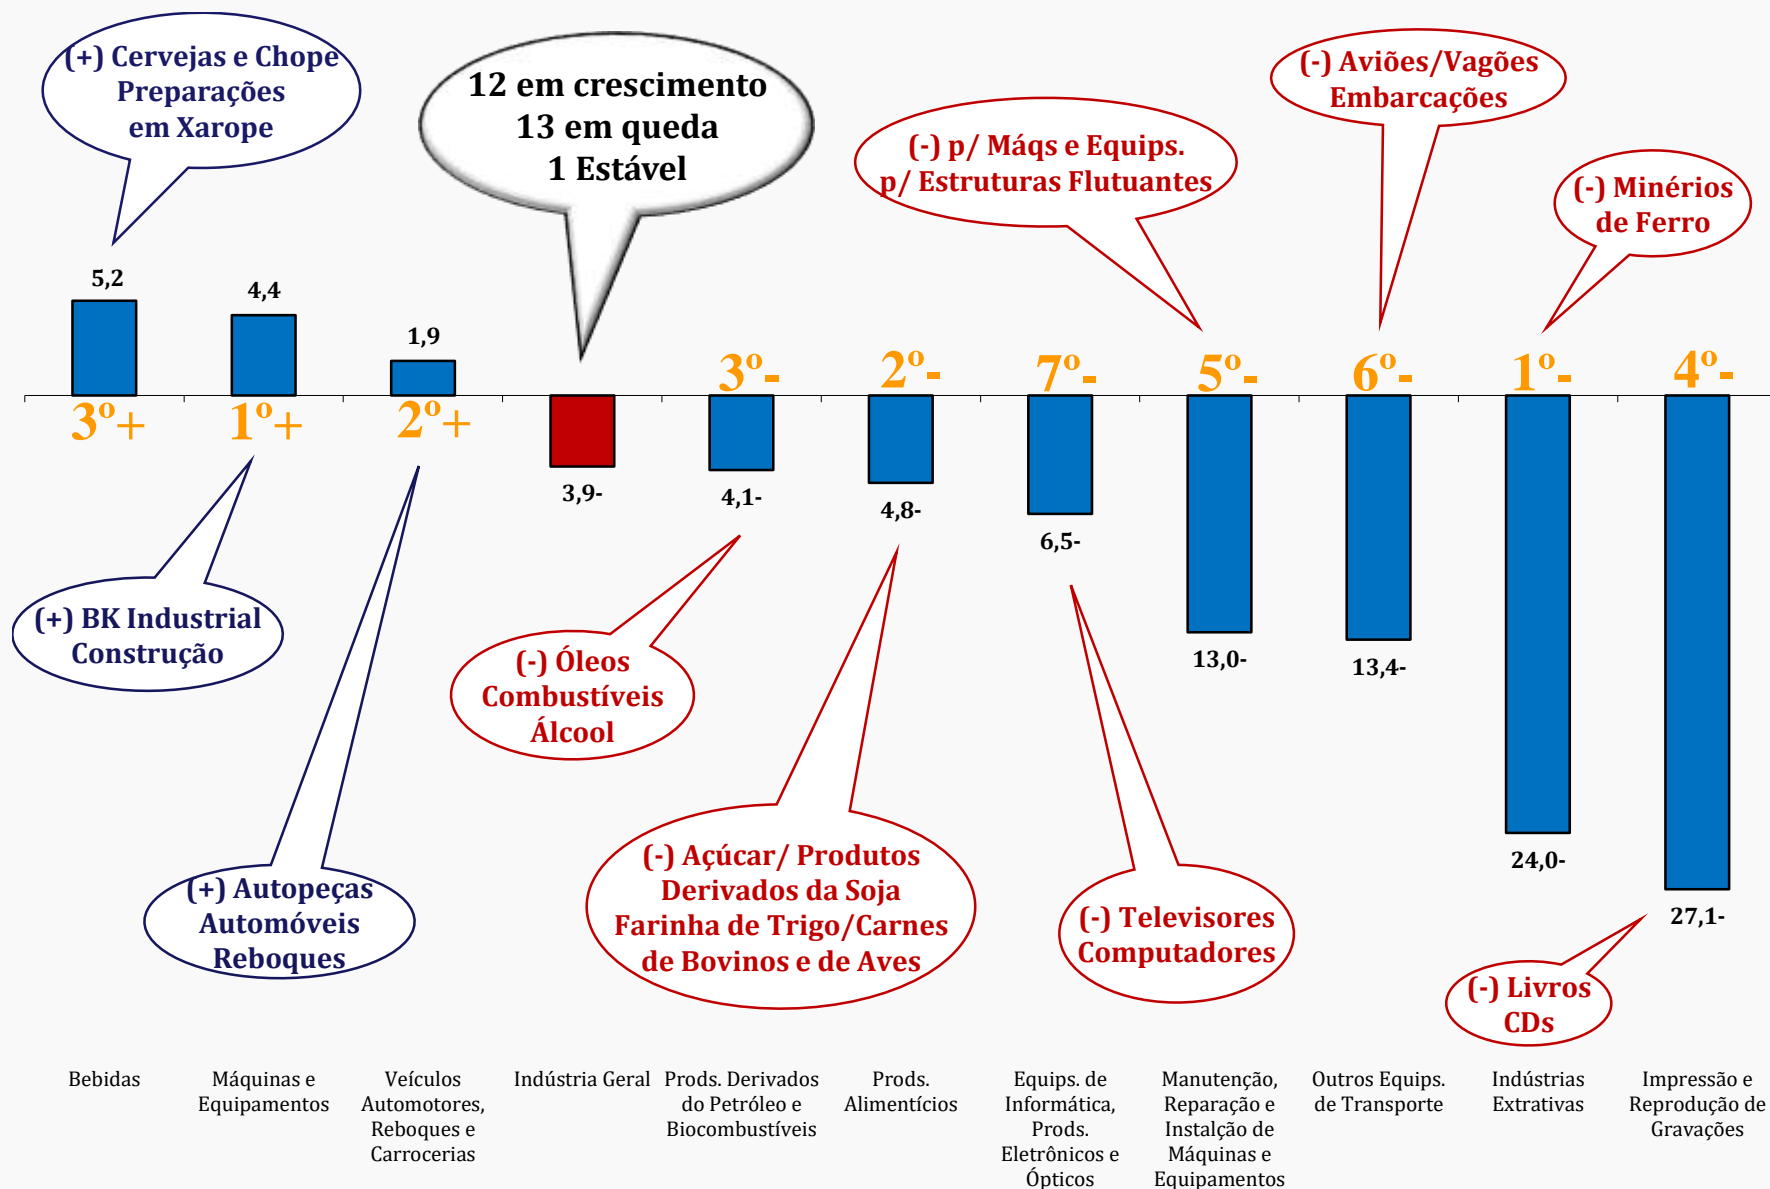 (+) Cervejas e Chope
Preparações
em Xarope
12 em crescimento
13 em queda
1 Estável
(-) p/ Máqs e Equips.
p/ Estruturas Flutuantes
(-) Aviões/Vagões
Embarcações
(-) Minérios
de Ferro
5,2
4,4
1,9
3º-
2º-
7º-
5º-
6º-
1º-
4º-
3º+
1º+
2º+
3,9-
4,1-
4,8-
6,5-
13,0-
13,4-
24,0-
27,1-
(+) BK Industrial
Construção
(-) Óleos
Combustíveis
Álcool
(+) Autopeças
Automóveis
Reboques
(-) Açúcar/ Produtos
Derivados da Soja
Farinha de Trigo/Carnes
de Bovinos e de Aves
(-) Televisores
Computadores
(-) Livros
CDs
Bebidas
Máquinas e
Equipamentos
Veículos
Automotores,
Reboques e
Carrocerias
Indústria Geral
Prods. Derivados
do Petróleo e
Biocombustíveis
Prods.
Alimentícios
Equips. de
Informática,
Prods.
Eletrônicos e
Ópticos
Manutenção,
Reparação e
Instalção de
Máquinas e
Equipamentos
Outros Equips.
de Transporte
Indústrias
Extrativas
Impressão e
Reprodução de
Gravações